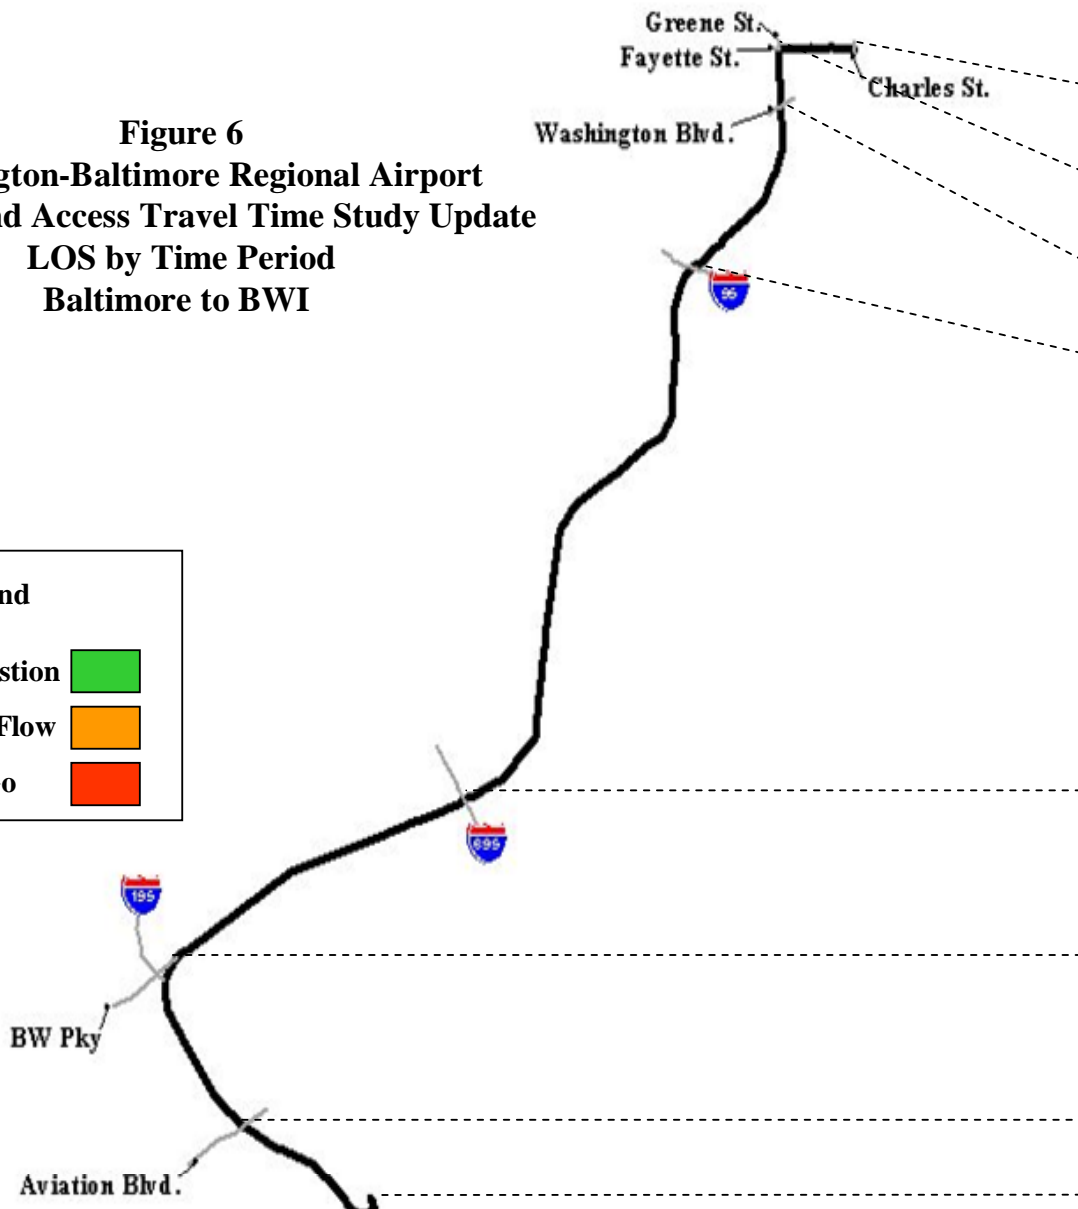 Greene St.
Fayette St.
Charles St.
Washington Blvd.
Figure 6
gton-Baltimore Regional Airport
nd Access Travel Time Study Update
LOS by Time Period
Baltimore to BWI
95
nd
stion
Flow
o
695
195
BW Pky
Aviation Blvd.